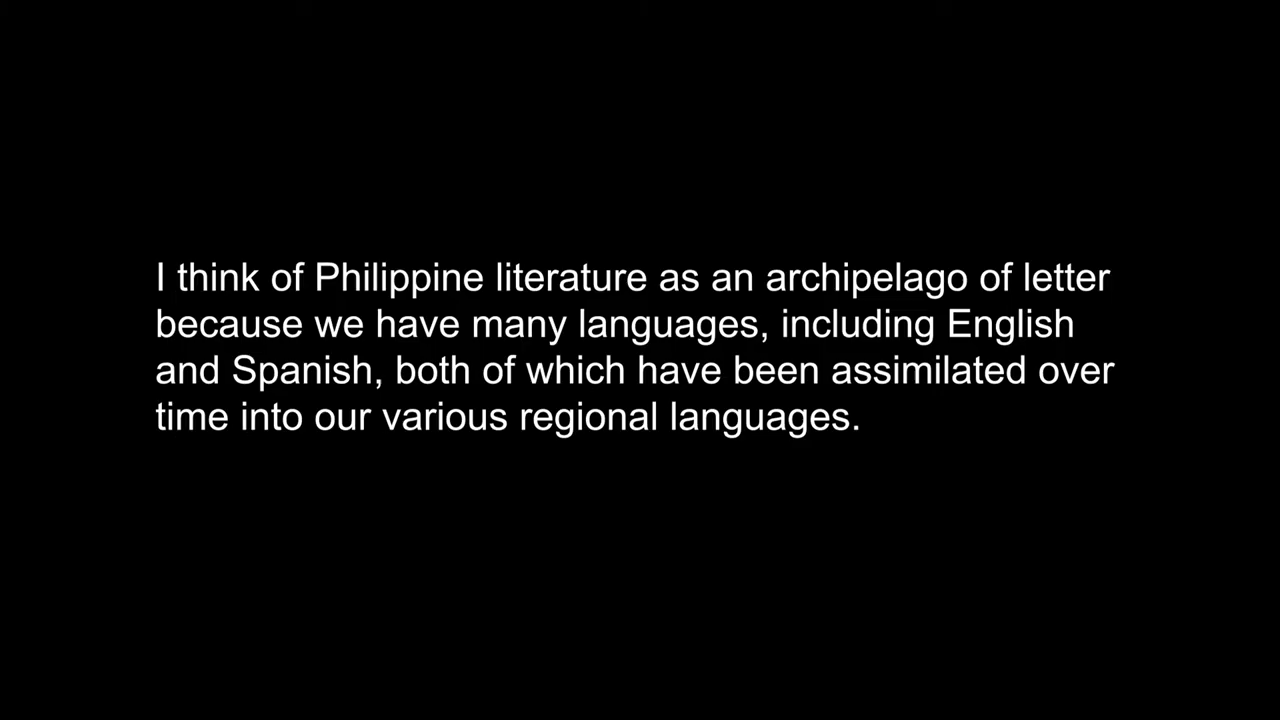 I think of Philippine literature as an archipelago of letter
because we have many languages, including English
and Spanish, both of which have been assimilated over
time into our various regional languages.